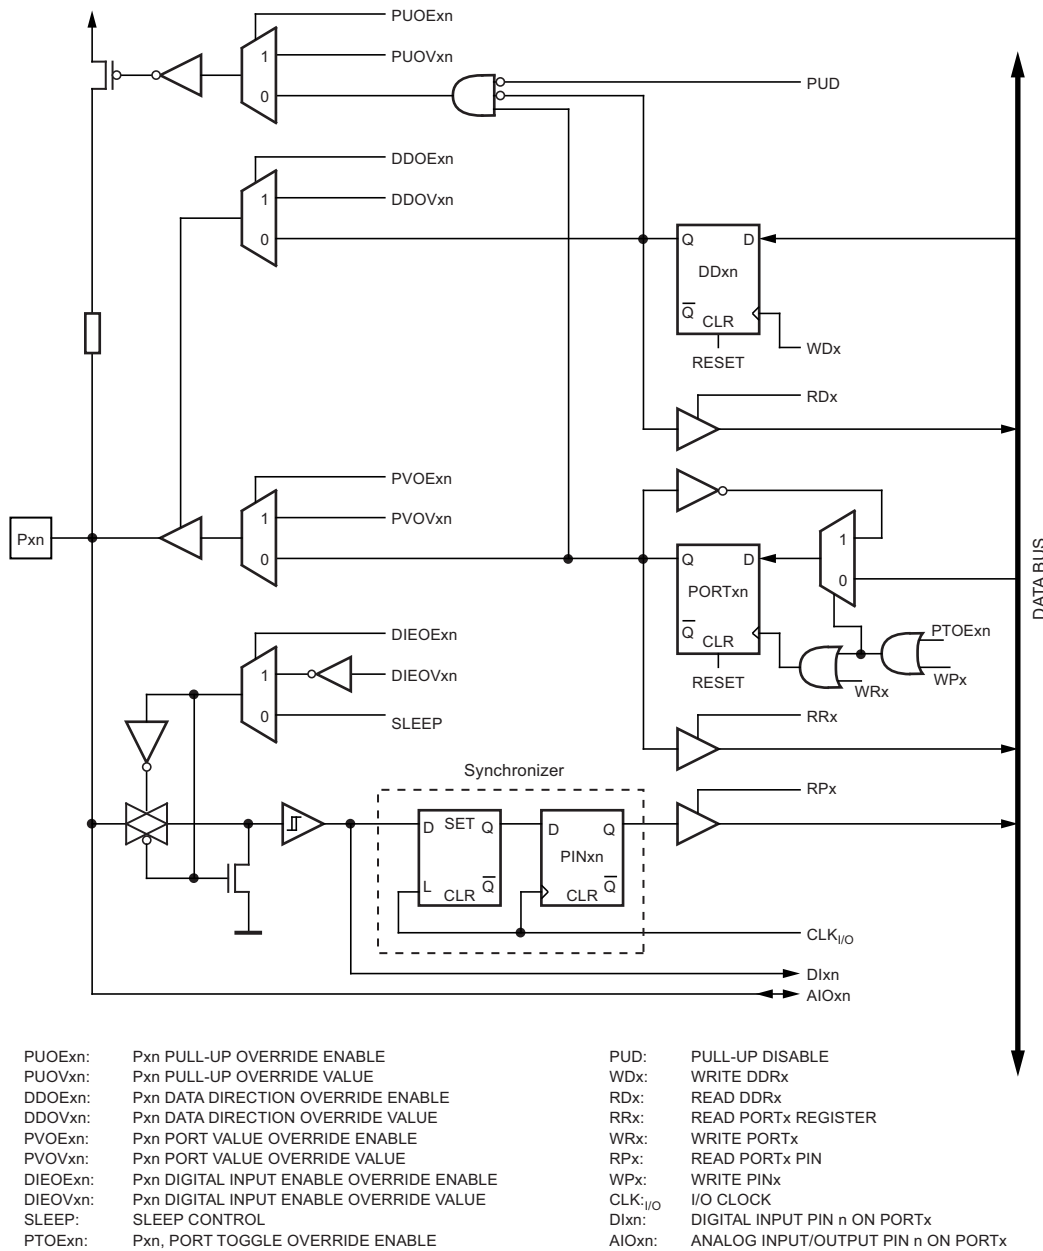 PUOExn
1
PUOVxn
0
PUD
DDOExn
1
DDOVxn
0
Q D
DDxn
Q
CLR
RESET
WDx
RDx
PVOExn
1
PVOVxn
0
Pxn
1
0
Q D
PORTxn
Q
CLR
RESET
PTOExn
WPx
WRx
DATA BUS
DIEOExn
1
DIEOVxn
0
SLEEP
RRx
Synchronizer
RPx
D SET Q
L CLR Q
D Q
PINxn
CLR Q
CLKI/O
DIxn
AIOxn
PUOExn: Pxn PULL-UP OVERRIDE ENABLE
PUOVxn: Pxn PULL-UP OVERRIDE VALUE
DDOExn: Pxn DATA DIRECTION OVERRIDE ENABLE
DDOVxn: Pxn DATA DIRECTION OVERRIDE VALUE
PVOExn: Pxn PORT VALUE OVERRIDE ENABLE
PVOVxn: Pxn PORT VALUE OVERRIDE VALUE
DIEOExn: Pxn DIGITAL INPUT ENABLE OVERRIDE ENABLE
DIEOVxn: Pxn DIGITAL INPUT ENABLE OVERRIDE VALUE
SLEEP: SLEEP CONTROL
PTOExn: Pxn, PORT TOGGLE OVERRIDE ENABLE
PUD: PULL-UP DISABLE
WDx: WRITE DDRx
RDx: READ DDRx
RRx: READ PORTx REGISTER
WRx: WRITE PORTx
RPx: READ PORTx PIN
WPx: WRITE PINx
CLK:I/O I/O CLOCK
DIxn: DIGITAL INPUT PIN n ON PORTx
AIOxn: ANALOG INPUT/OUTPUT PIN n ON PORTx